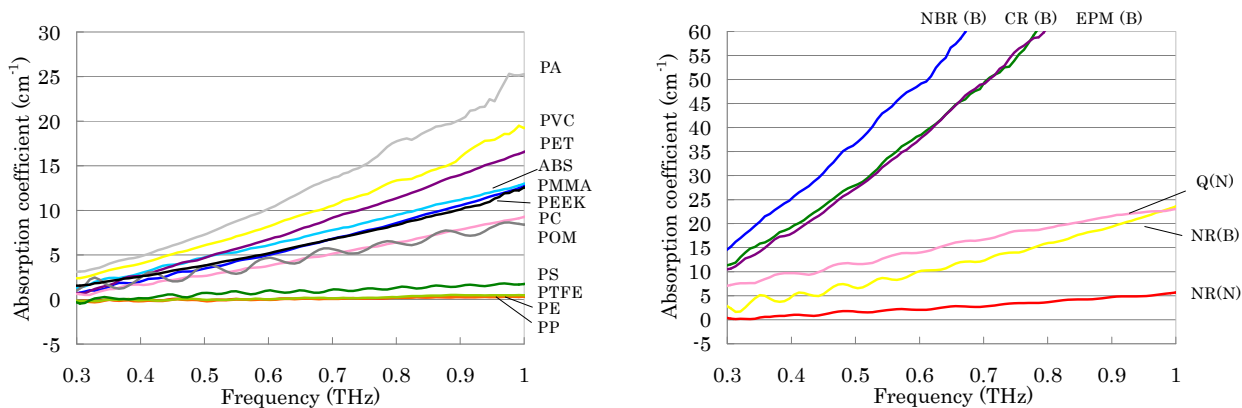 Absorption coefficient (cm-1)
30
25
20
15
10
5
0
-5
0.3 0.4 0.5 0.6 0.7 0.8 0.9 1
Frequency (THz)
PA
PVC
PET
ABS
PMMA
PEEK
PC
POM
PS
PTFE
PE
PP
NBR (B) CR (B) EPM (B)
Absorption coefficient (cm-1)
60
55
50
45
40
35
30
25
20
15
10
5
0
-5
0.3 0.4 0.5 0.6 0.7 0.8 0.9 1
Frequency (THz)
Q(N)
NR(B)
NR(N)